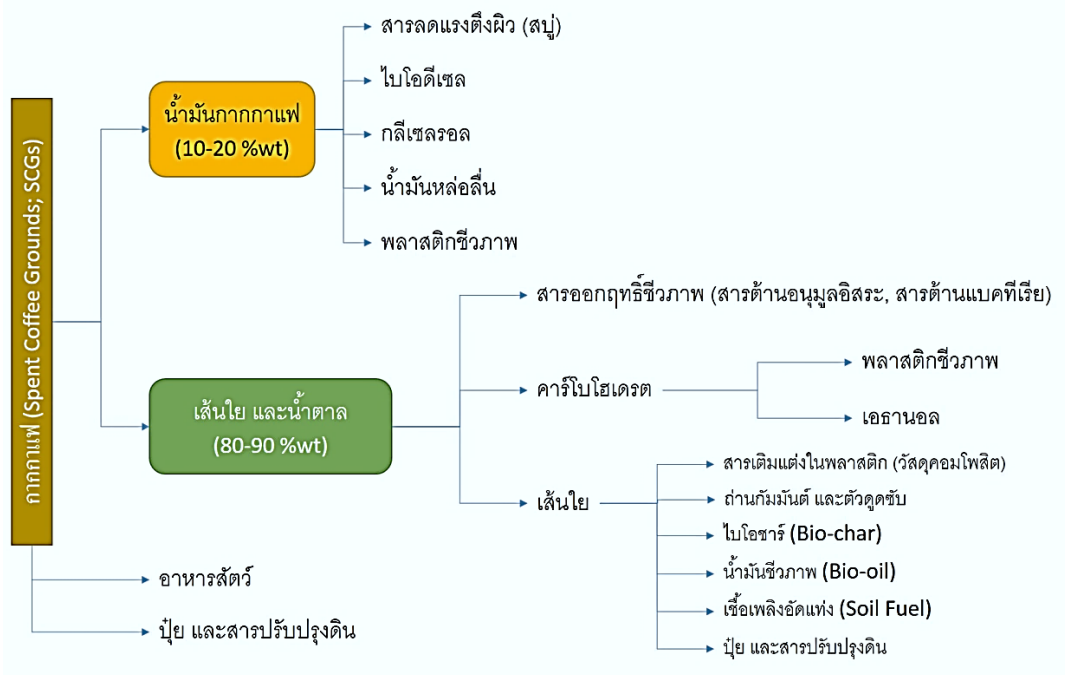 กากกาแฟ (Spent Coffee Grounds; SCGs)
น้ำมันกากกาแฟ
(10-20 %wt)
สารลดแรงตึงผิว (สบู่)
ไบโอดีเซล
กลีเซลรอล
น้ำมันหล่อลื่น
พลาสติกชีวภาพ
เส้นใย และน้ำตาล
(80-90 %wt)
สารออกฤทธิ์ชีวภาพ (สารต้านอนุมูลอิสระ, สารต้านแบคทีเรีย)
คาร์โบโฮเดรต
พลาสติกชีวภาพ
เอธานอล
เส้นใย
สารเติมแต่งในพลาสติก (วัสดุคอมโพสิต)
ถ่านกัมมันต์ และตัวดูดซับ
ไบโอชาร์ (Bio-char)
น้ำมันชีวภาพ (Bio-oil)
เชื้อเพลิงอัดแท่ง (Soil Fuel)
ปุ๋ย และสารปรับปรุงดิน
อาหารสัตว์
ปุ๋ย และสารปรับปรุงดิน